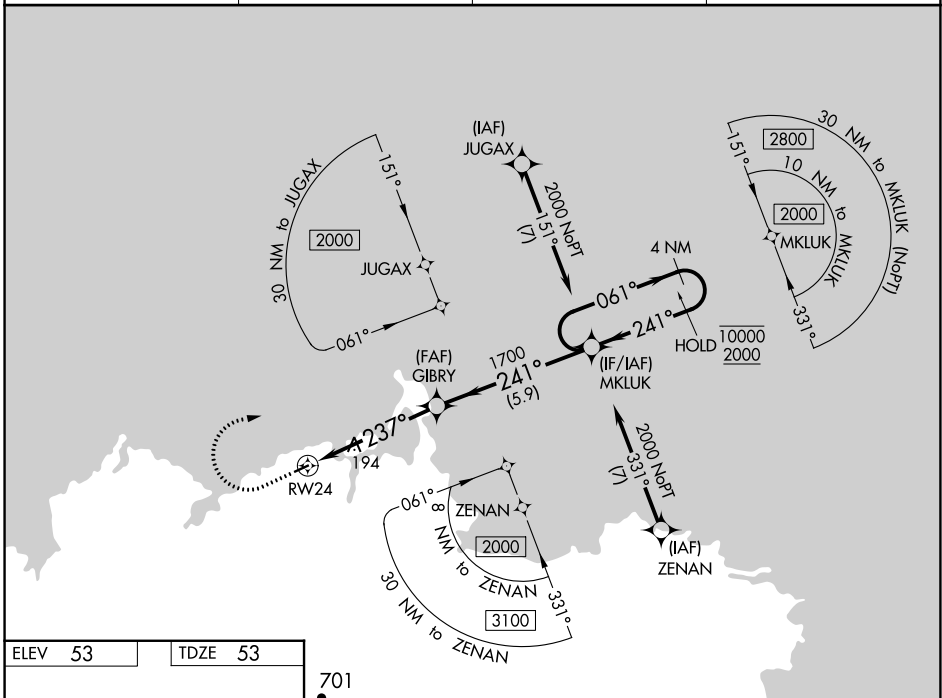 (IAF)
JUGAX
2000 NoPT
151°
(7)
30 NM to JUGAX
151°
2000
JUGAX
061°
30 NM to MKLUK (NoPT)
2800
151°
10 NM to MKLUK
2000
MKLUK
331°
4 NM
061°
241°
HOLD
10000
2000
(IF/IAF)
MKLUK
(FAF)
GIBRY
1700
241°
(5.9)
237°
194
RW24
2000 NoPT
331°
(7)
(IAF)
ZENAN
061°
ZENAN
8 NM to ZENAN
2000
331°
30 NM to ZENAN
3100
ELEV 53
TDZE 53
701